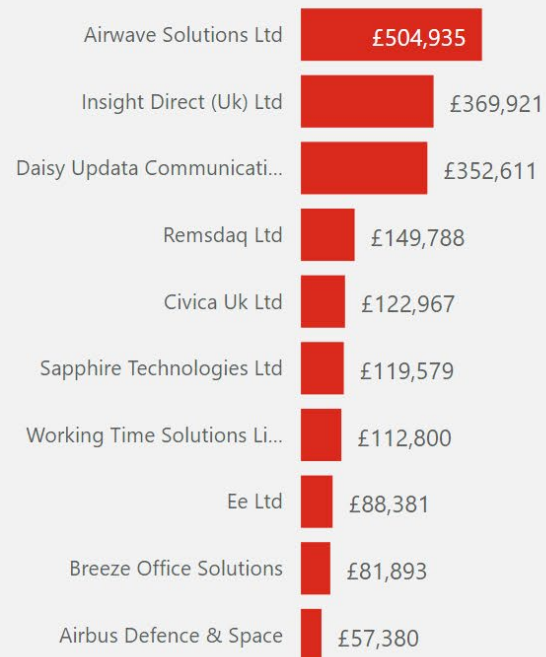 Airwave Solutions Ltd £504,935
Insight Direct (Uk) Ltd £369,921
Daisy Updata Communicati... £352,611
Remsdaq Ltd £149,788
Civica Uk Ltd £122,967
Sapphire Technologies Ltd £119,579
Working Time Solutions Li... £112,800
Ee Ltd £88,381
Breeze Office Solutions £81,893
Airbus Defence & Space £57,380